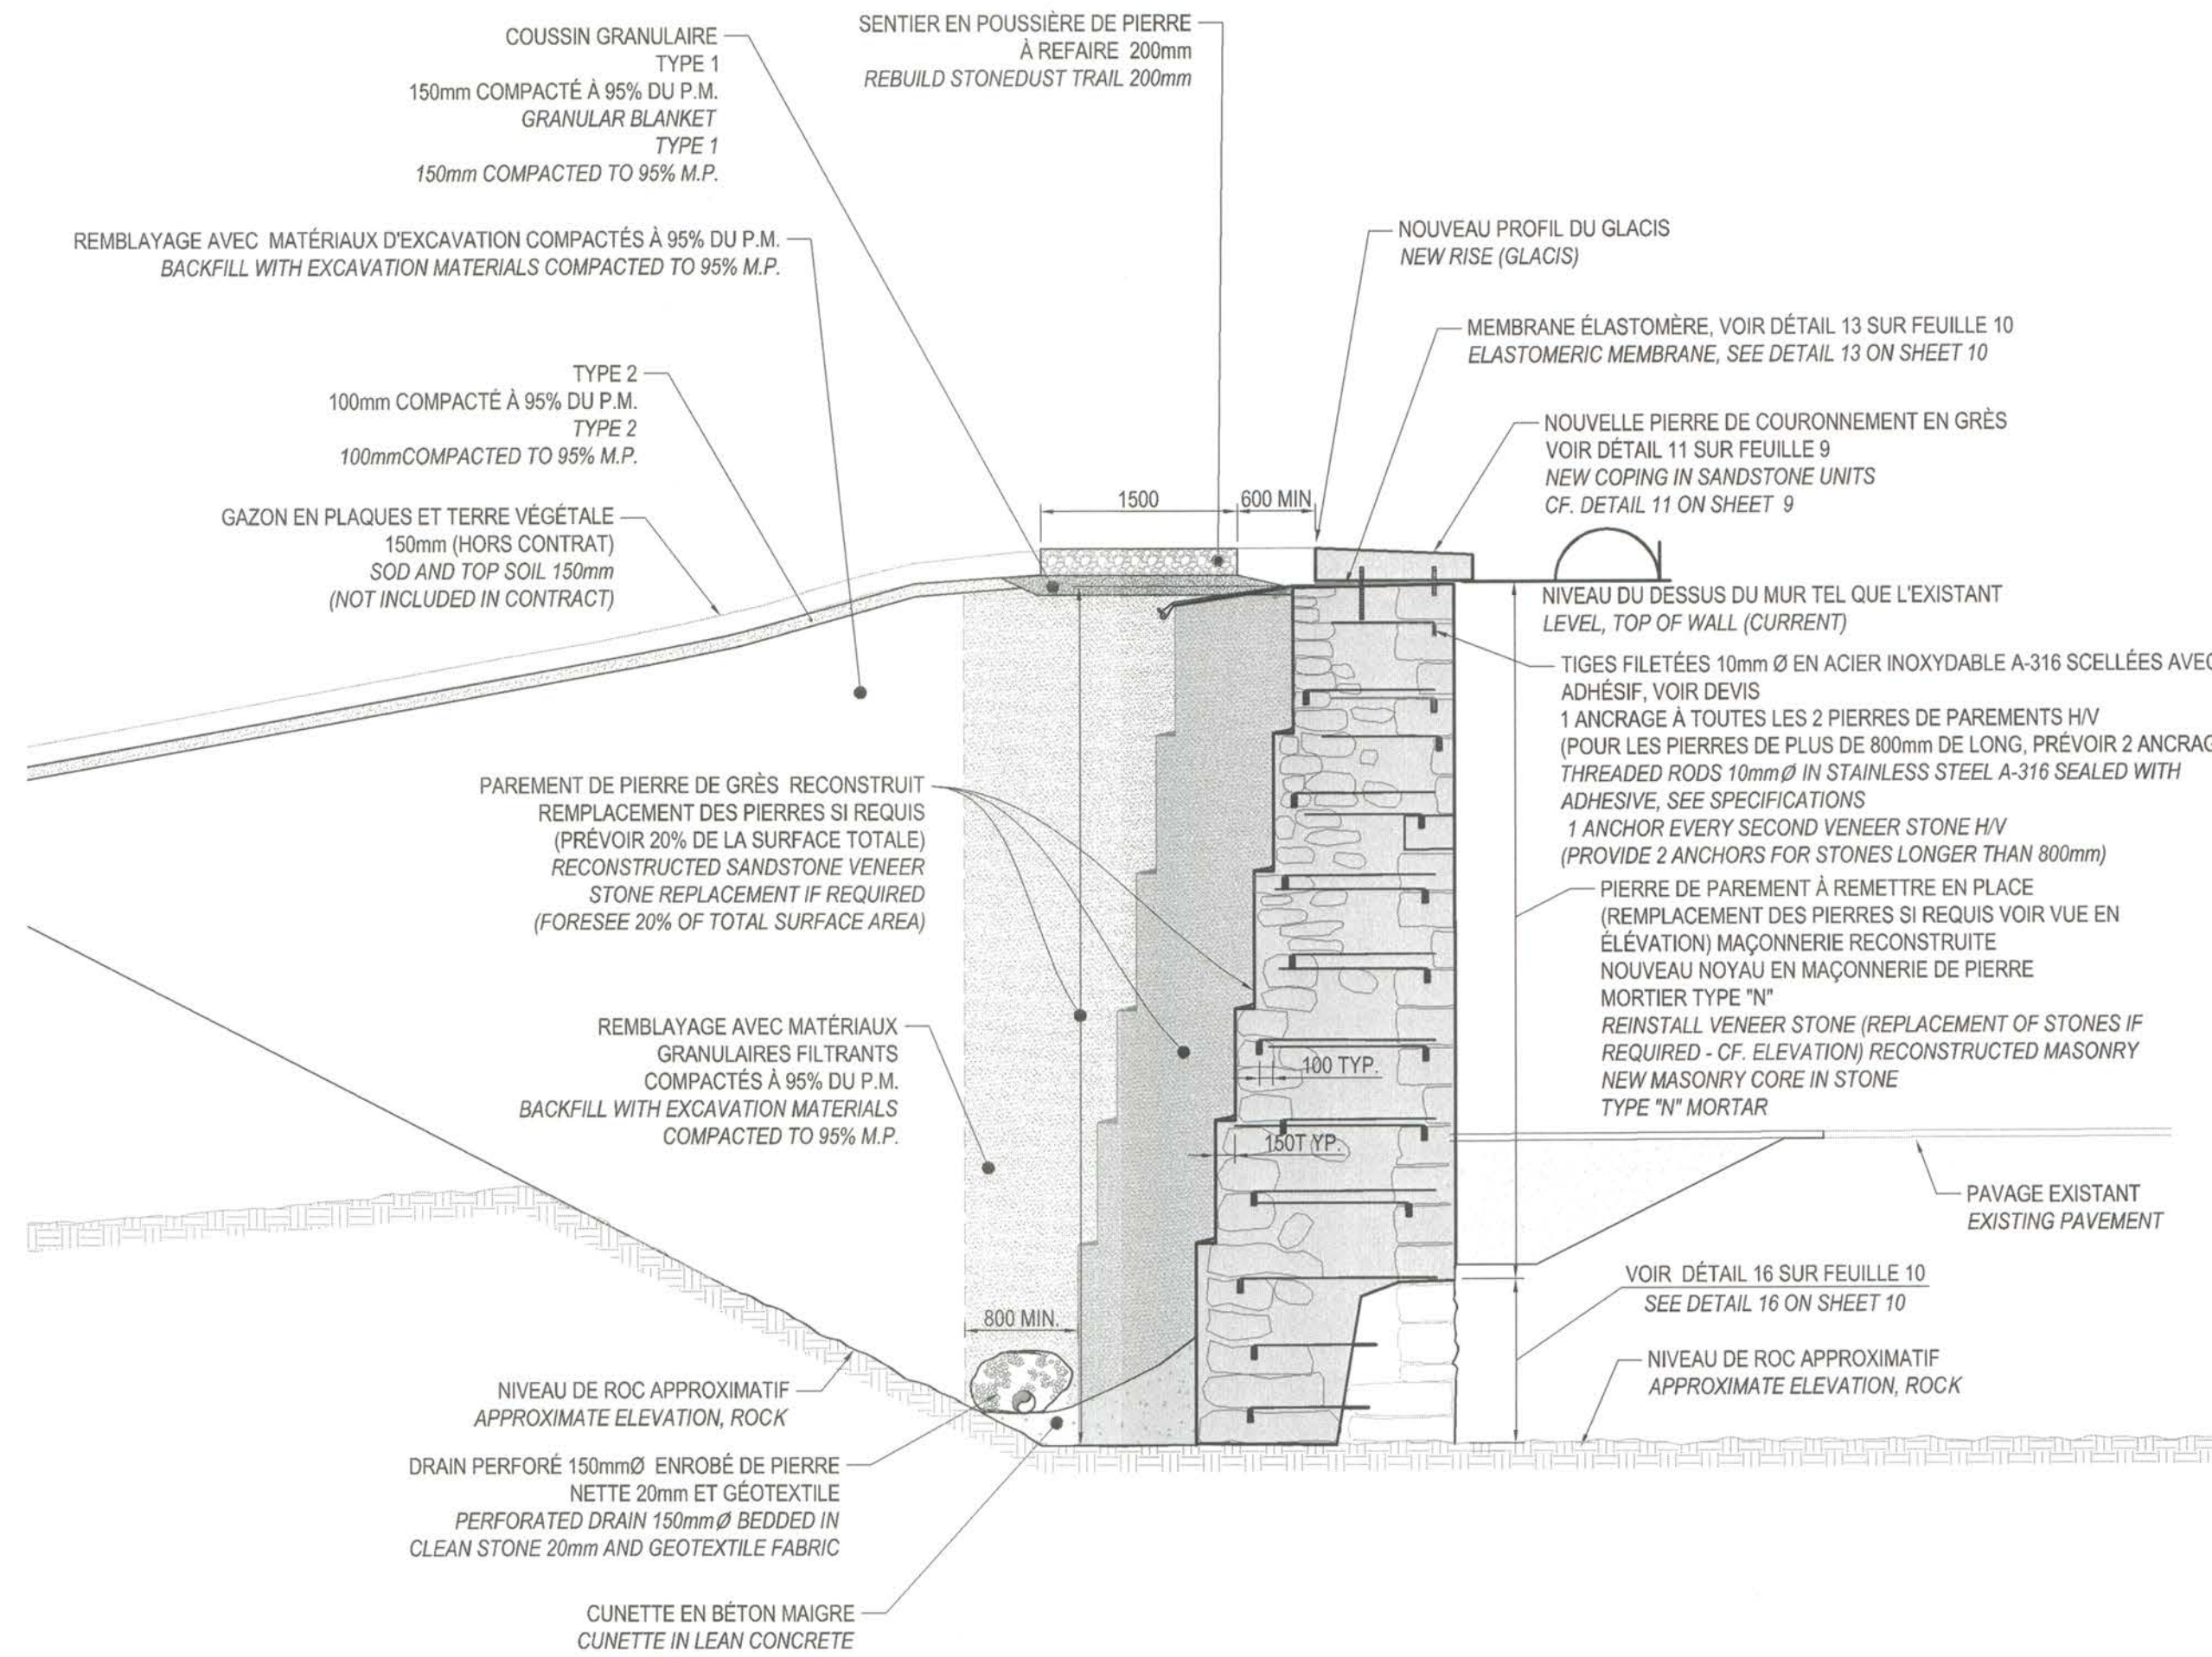 COUSSIN GRANULAIRE
TYPE 1
150mm COMPACTÉ À 95% DU P.M.
GRANULAR BLANKET
TYPE 1
150mm COMPACTED TO 95% M.P.
SENTIER EN POUSSIÈRE DE PIERRE
À REFAIRE 200mm
REBUILD STONEDUST TRAIL 200mm
REMBLAYAGE AVEC MATÉRIAUX D'EXCAVATION COMPACTÉS À 95% DU P.M.
BACKFILL WITH EXCAVATION MATERIALS COMPACTED TO 95% M.P.
NOUVEAU PROFIL DU GLACIS
NEW RISE (GLACIS)
MEMBRANE ÉLASTOMÈRE, VOIR DÉTAIL 13 SUR FEUILLE 10
ELASTOMERIC MEMBRANE, SEE DETAIL 13 ON SHEET 10
TYPE 2
100mm COMPACTÉ À 95% DU P.M.
TYPE 2
100mmCOMPACTED TO 95% M.P.
NOUVELLE PIERRE DE COURONNEMENT EN GRÈS
VOIR DÉTAIL 11 SUR FEUILLE 9
NEW COPING IN SANDSTONE UNITS
CF. DETAIL 11 ON SHEET 9
GAZON EN PLAQUES ET TERRE VÉGÉTALE
150mm (HORS CONTRAT)
SOD AND TOP SOIL 150mm
(NOT INCLUDED IN CONTRACT)
1500
600 MIN.
NIVEAU DU DESSUS DU MUR TEL QUE L'EXISTANT
LEVEL, TOP OF WALL (CURRENT)
TIGES FILETÉES 10mm Ø EN ACIER INOXYDABLE A-316 SCELLÉES AVEC
ADHÉSIF, VOIR DEVIS
1 ANCRAGE À TOUTES LES 2 PIERRES DE PAREMENTS H/V
(POUR LES PIERRES DE PLUS DE 800mm DE LONG, PRÉVOIR 2 ANCRAG
THREADED RODS 10mmØ IN STAINLESS STEEL A-316 SEALED WITH
ADHESIVE, SEE SPECIFICATIONS
1 ANCHOR EVERY SECOND VENEER STONE H/V
(PROVIDE 2 ANCHORS FOR STONES LONGER THAN 800mm)
PAREMENT DE PIERRE DE GRÈS RECONSTRUIT
REMPLACEMENT DES PIERRES SI REQUIS
(PRÉVOIR 20% DE LA SURFACE TOTALE)
RECONSTRUCTED SANDSTONE VENEER
STONE REPLACEMENT IF REQUIRED
(FORESEE 20% OF TOTAL SURFACE AREA)
PIERRE DE PAREMENT À REMETTRE EN PLACE
(REMPLACEMENT DES PIERRES SI REQUIS VOIR VUE EN
ÉLÉVATION) MAÇONNERIE RECONSTRUITE
NOUVEAU NOYAU EN MAÇONNERIE DE PIERRE
MORTIER TYPE "N"
REINSTALL VENEER STONE (REPLACEMENT OF STONES IF
REQUIRED - CF. ELEVATION) RECONSTRUCTED MASONRY
NEW MASONRY CORE IN STONE
TYPE "N" MORTAR
REMBLAYAGE AVEC MATÉRIAUX
GRANULAIRES FILTRANTS
COMPACTÉS À 95% DU P.M.
BACKFILL WITH EXCAVATION MATERIALS
COMPACTED TO 95% M.P.
100 TYP.
150T YP.
PAVAGE EXISTANT
EXISTING PAVEMENT
VOIR DÉTAIL 16 SUR FEUILLE 10
SEE DETAIL 16 ON SHEET 10
800 MIN.
NIVEAU DE ROC APPROXIMATIF
APPROXIMATE ELEVATION, ROCK
NIVEAU DE ROC APPROXIMATIF
APPROXIMATE ELEVATION, ROCK
DRAIN PERFORÉ 150mmØ ENROBÉ DE PIERRE
NETTE 20mm ET GÉOTEXTILE
PERFORATED DRAIN 150mmØ BEDDED IN
CLEAN STONE 20mm AND GEOTEXTILE FABRIC
CUNETTE EN BÉTON MAIGRE
CUNETTE IN LEAN CONCRETE